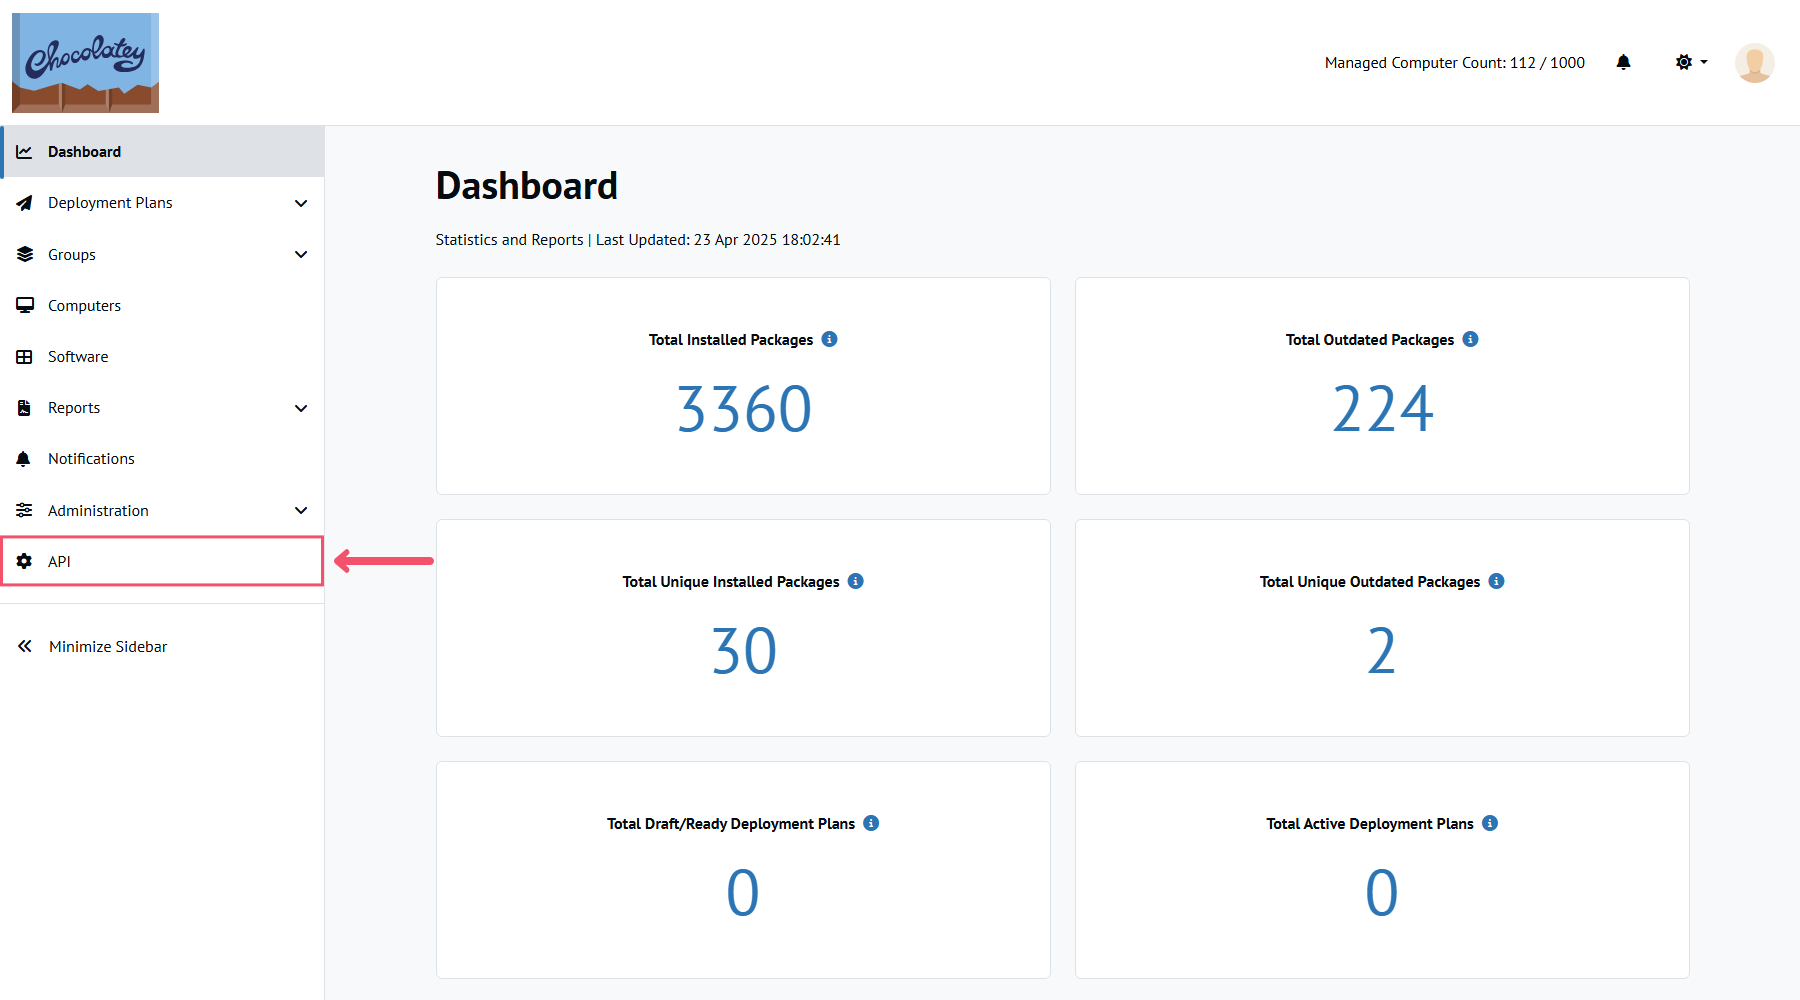 Chocolatey
Managed Computer Count: 112 / 1000
Dashboard
Deployment Plans
Groups
Computers
Software
Reports
Notifications
Administration
API
Minimize Sidebar
Dashboard
Statistics and Reports | Last Updated: 23 Apr 2025 18:02:41
Total Installed Packages
3360
Total Outdated Packages
224
Total Unique Installed Packages
30
Total Unique Outdated Packages
2
Total Draft/Ready Deployment Plans
0
Total Active Deployment Plans
0